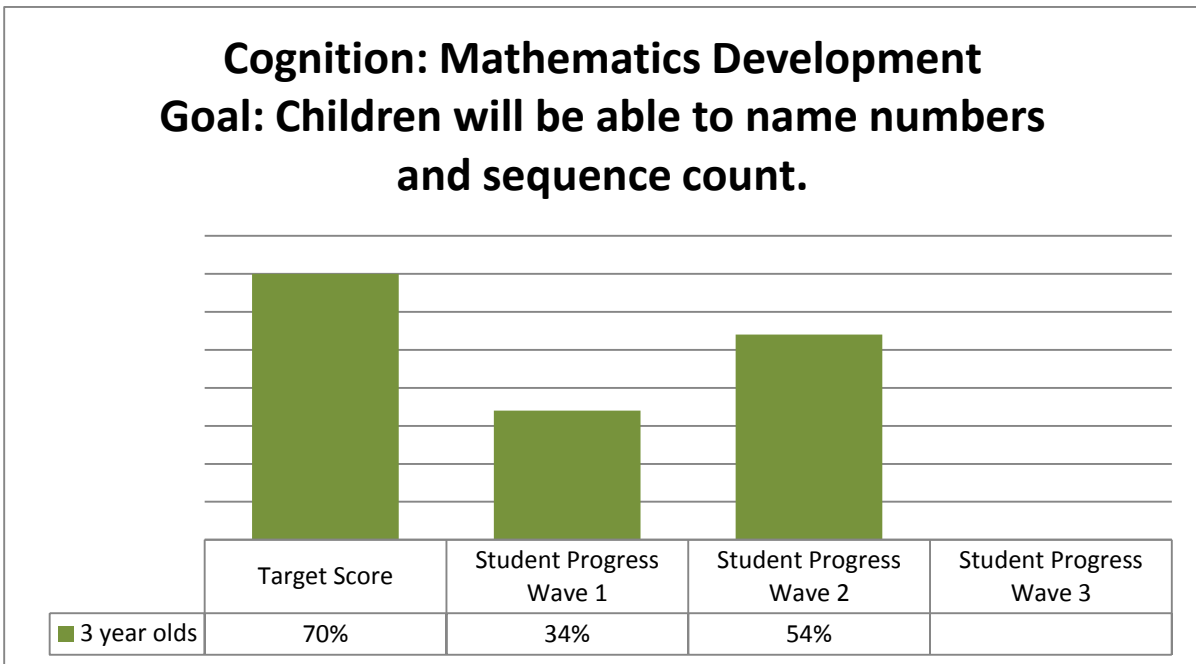 Cognition: Mathematics Development
Goal: Children will be able to name numbers
and sequence count.
Target Score
Student Progress
Wave 1
Student Progress
Wave 2
Student Progress
Wave 3
3 year olds 70% 34% 54%